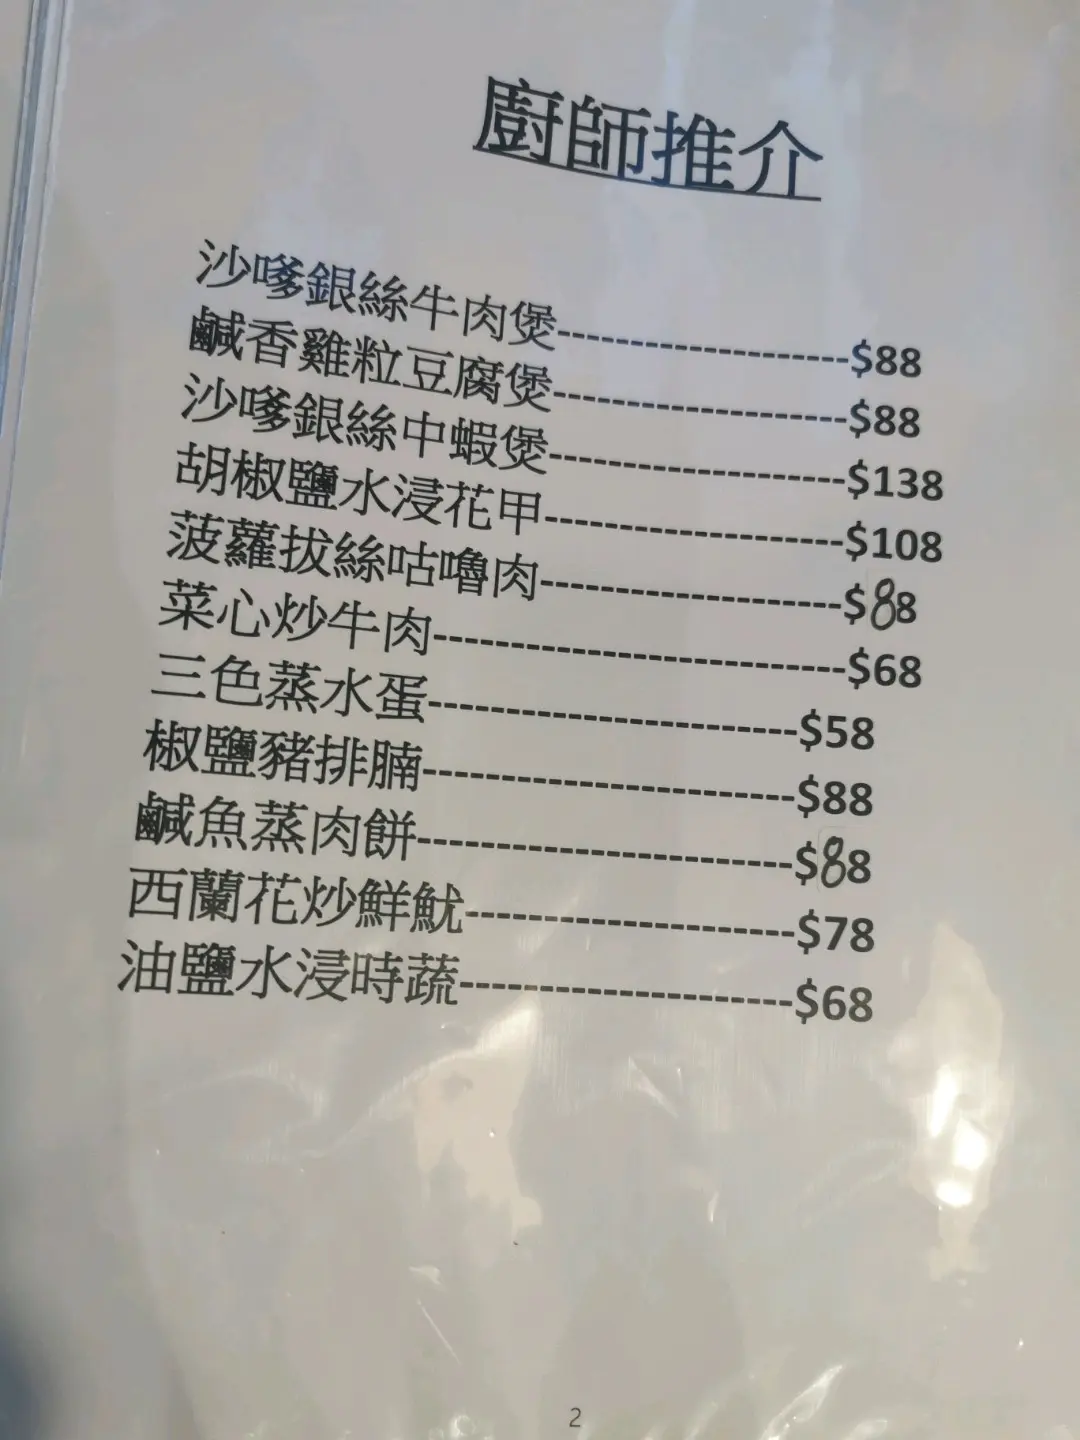 廚師推介
沙嗲銀絲牛肉煲-------------------$88
鹹香雞粒豆腐煲-------------------$88
沙嗲銀絲中蝦煲-------------------$138
胡椒鹽水浸花甲-------------------$108
菠蘿拔絲咕嚕肉-------------------$88
菜心炒牛肉--------------------------$68
三色蒸水蛋-----------------------$58
椒鹽豬排腩-----------------------$88
鹹魚蒸肉餅-----------------------$88
西蘭花炒鮮魷--------------------$78
油鹽水浸時蔬--------------------$68
2